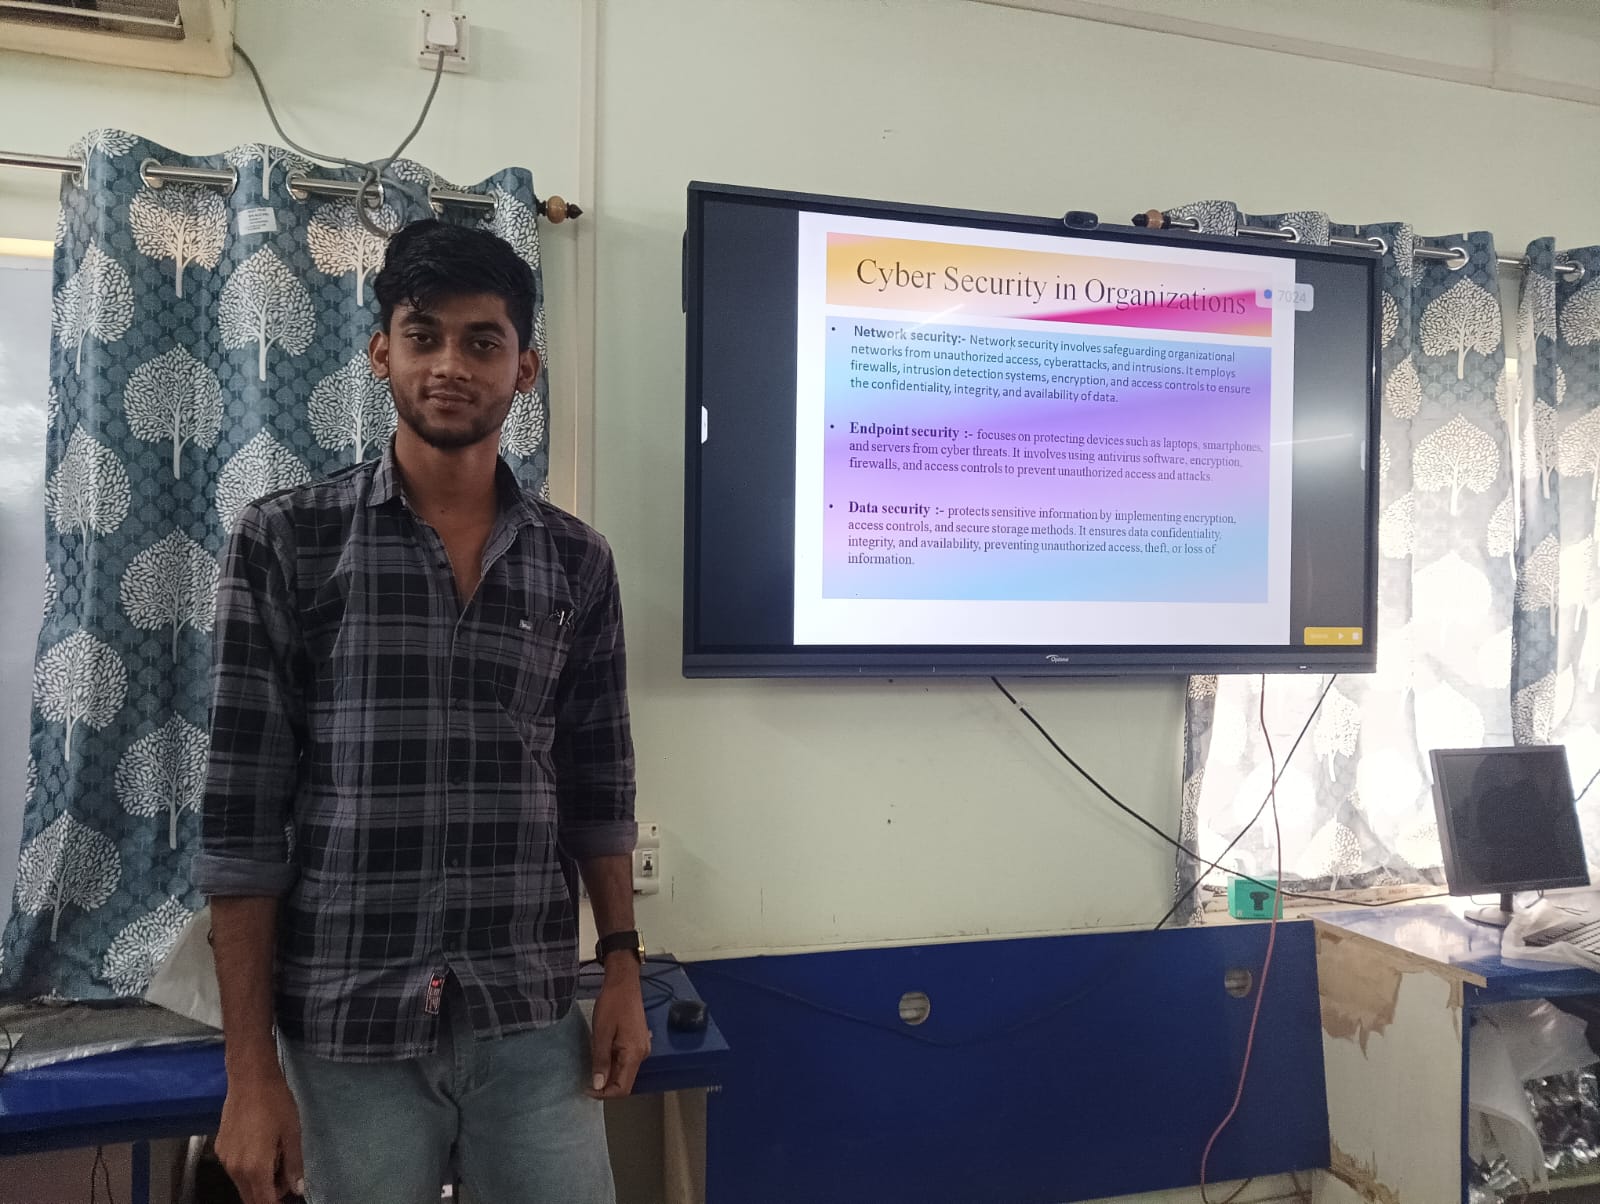 Cyber Security in Organizations
7024
• Network security:- Network security involves safeguarding organizational
networks from unauthorized access, cyberattacks, and intrusions. It employs
firewalls, intrusion detection systems, encryption, and access controls to ensure
the confidentiality, integrity, and availability of data.
• Endpoint security :- focuses on protecting devices such as laptops, smartphones,
and servers from cyber threats. It involves using antivirus software, encryption,
firewalls, and access controls to prevent unauthorized access and attacks.
• Data security :- protects sensitive information by implementing encryption,
access controls, and secure storage methods. It ensures data confidentiality,
integrity, and availability, preventing unauthorized access, theft, or loss of
information.
Optoma